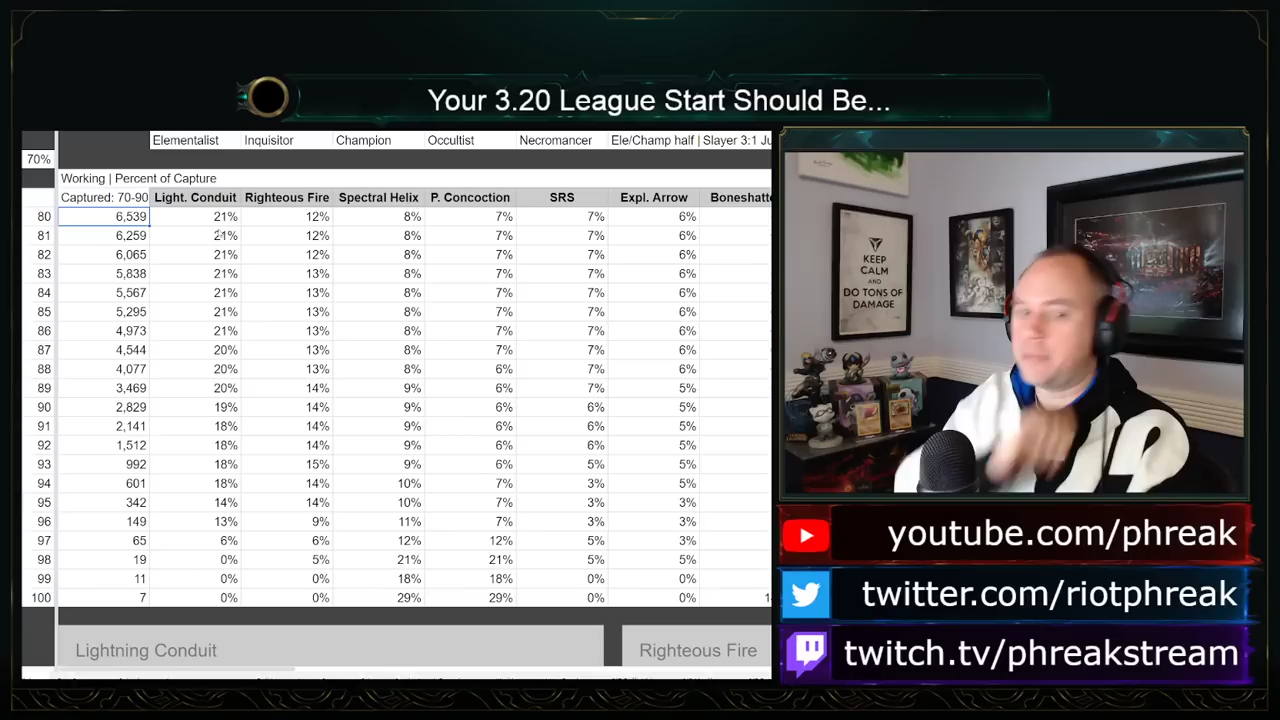 Your 3.20 League Start Should Be...
Elementalist Inquisitor Champion Occultist Necromancer Ele/Champ half | Slayer 3:1 Ju
70%
Working | Percent of Capture
Captured: 70-90 Light. Conduit Righteous Fire Spectral Helix P. Concoction SRS Expl. Arrow Boneshatte
80 6,539 21% 12% 8% 7% 7% 6%
81 6,259 21% 12% 8% 7% 7% 6%
82 6,065 21% 12% 8% 7% 7% 6%
83 5,838 21% 13% 8% 7% 7% 6%
84 5,567 21% 13% 8% 7% 7% 6%
85 5,295 21% 13% 8% 7% 7% 6%
86 4,973 21% 13% 8% 7% 7% 6%
87 4,544 20% 13% 8% 7% 7% 6%
88 4,077 20% 13% 8% 6% 7% 6%
89 3,469 20% 14% 9% 6% 7% 5%
90 2,829 19% 14% 9% 6% 6% 5%
91 2,141 18% 14% 9% 6% 6% 5%
92 1,512 18% 14% 9% 6% 6% 5%
93 992 18% 15% 9% 6% 5% 5%
94 601 18% 14% 10% 7% 3% 5%
95 342 14% 14% 10% 7% 3% 3%
96 149 13% 9% 11% 7% 3% 3%
97 65 6% 6% 12% 12% 5% 3%
98 19 0% 5% 21% 21% 5% 5%
99 11 0% 0% 18% 18% 0% 0%
100 7 0% 0% 29% 29% 0% 0% 1
Lightning Conduit Righteous Fire
KEEP
CALM
AND
DO TONS OF
DAMAGE
youtube.com/phreak
twitter.com/riotphreak
twitch.tv/phreakstream